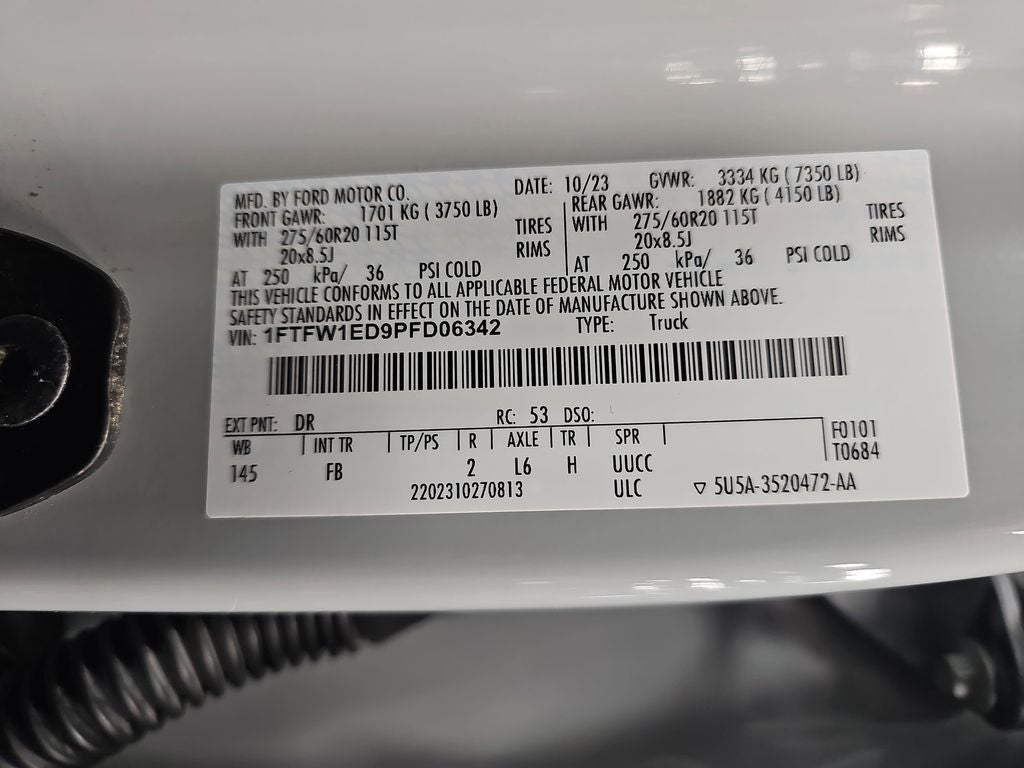 MFD. BY FORD MOTOR CO. DATE: 10/23 GVWR: 3334 KG ( 7350 LB)
FRONT GAWR: 1701 KG ( 3750 LB) REAR GAWR: 1882 KG ( 4150 LB)
WITH 275/60R20 115T TIRES WITH 275/60R20 115T TIRES
20x8.5J RIMS 20x8.5J RIMS
AT 250 kPa/ 36 PSI COLD AT 250 kPa/ 36 PSI COLD
THIS VEHICLE CONFORMS TO ALL APPLICABLE FEDERAL MOTOR VEHICLE
SAFETY STANDARDS IN EFFECT ON THE DATE OF MANUFACTURE SHOWN ABOVE.
VIN: 1FTFW1ED9PFD06342 TYPE: Truck
EXT PNT: DR RC: 53 DSO:
WB INT TR TP/PS R AXLE TR SPR F0101
145 FB 2 L6 H UUCC T0684
2202310270813 ULC ▽ 5U5A-3520472-AA